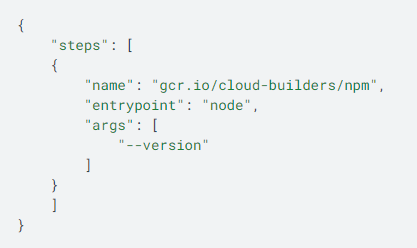 {
    "steps": [
    {
        "name": "gcr.io/cloud-builders/npm",
        "entrypoint": "node",
        "args": [
            "--version"
        ]
    }
    ]
}